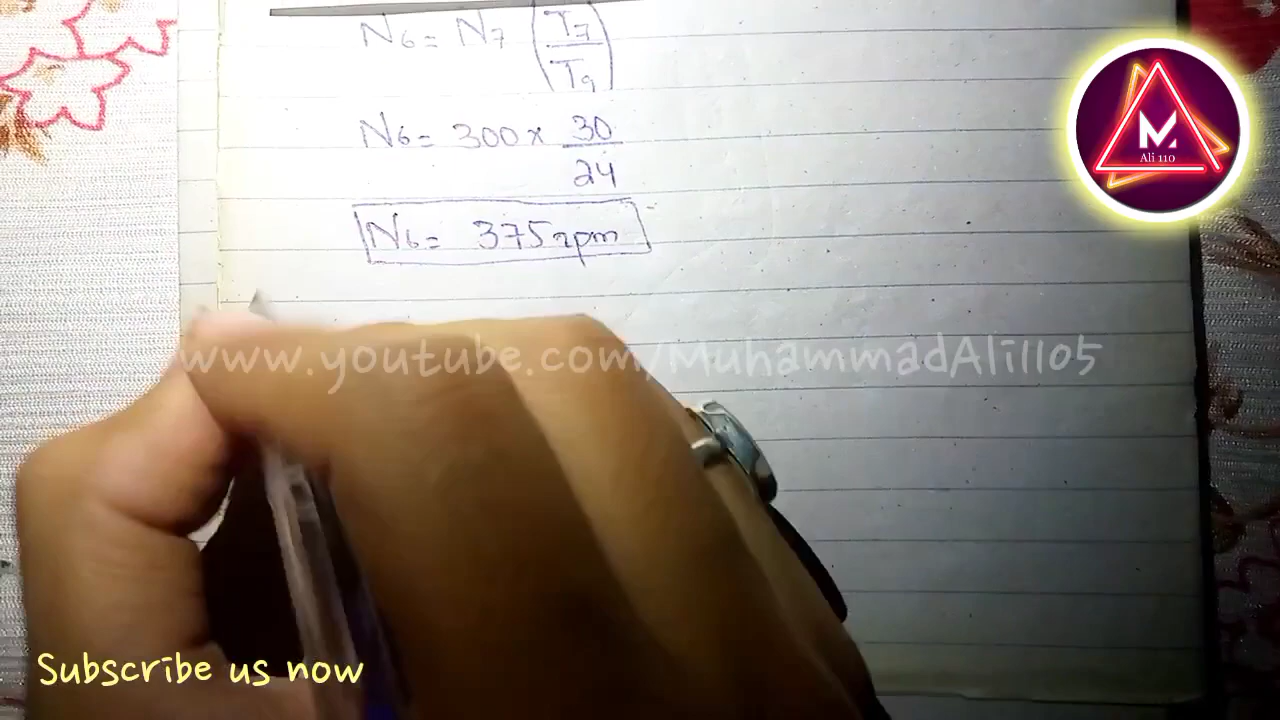 N6 = N7 (T7/T9)
N6 = 300 × 30/24
N6 = 375 rpm
M
Ali 110
www.youtube.com/MuhammadAli1105
Subscribe us now